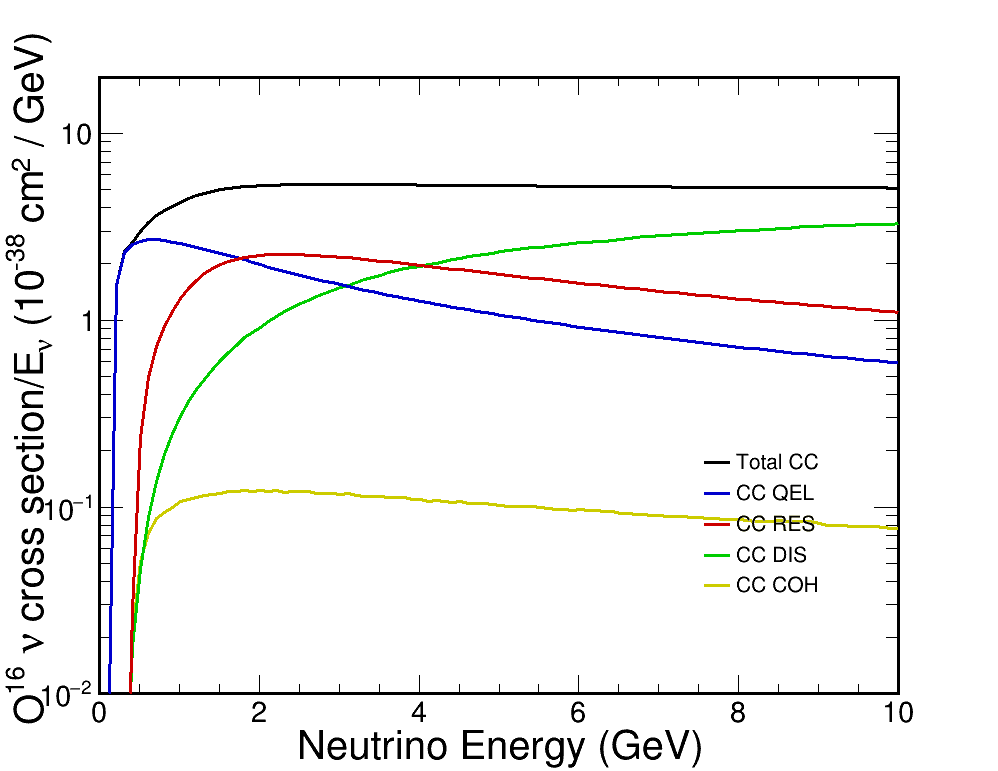 O¹⁶ ν cross section/Eᵥ (10⁻³⁸ cm² / GeV)
10
1
10⁻¹
10⁻²
Total CC
CC QEL
CC RES
CC DIS
CC COH
0 2 4 6 8 10
Neutrino Energy (GeV)